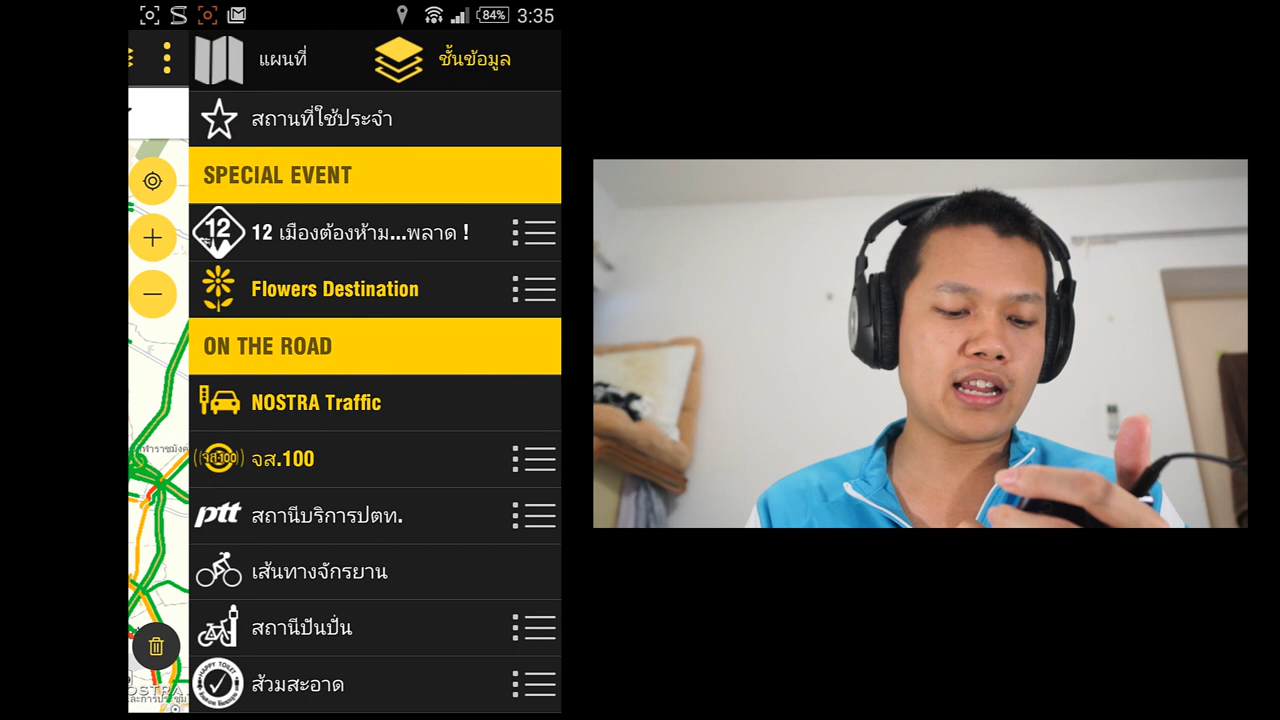 84% 3:35
แผนที่ ชั้นข้อมูล
สถานที่ใช้ประจำ
SPECIAL EVENT
12 12 เมืองต้องห้าม...พลาด !
Flowers Destination
ON THE ROAD
NOSTRA Traffic
จส.100 จส.100
ptt สถานีบริการปตท.
เส้นทางจักรยาน
สถานีปันปั่น
HAPPY TOILET ส้วมสะอาด
NOSTRA